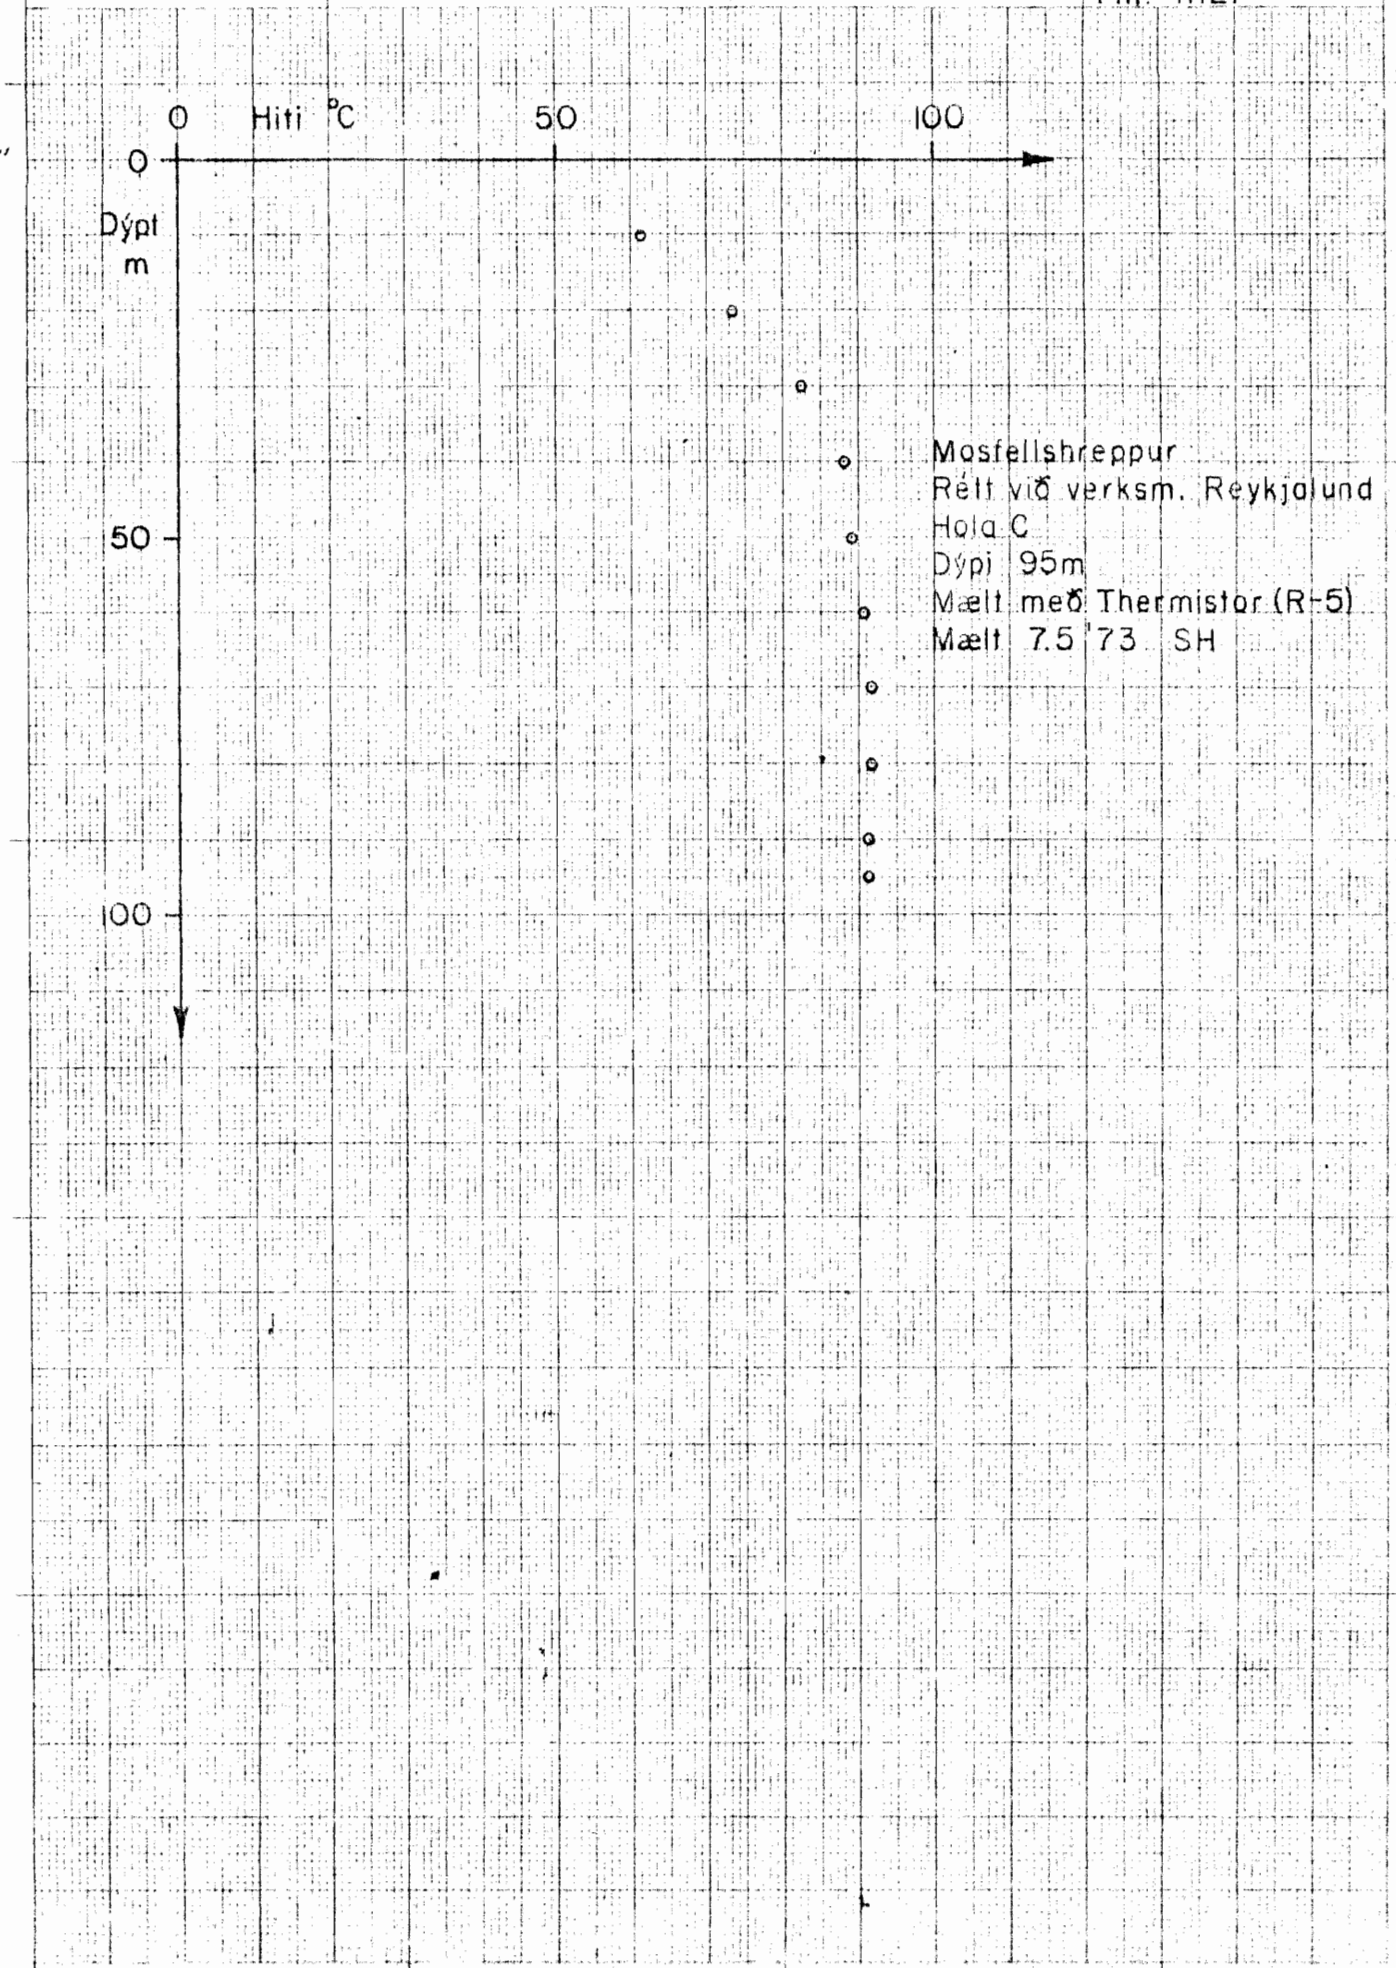 0 Hiti °C 50 100
0
Dýpt
m
50
100
Mosfellshreppur
Rétt við verksm. Reykjalund
Hola C
Dýpi 95m
Mælt með Thermistor (R-5)
Mælt 7.5 '73 SH